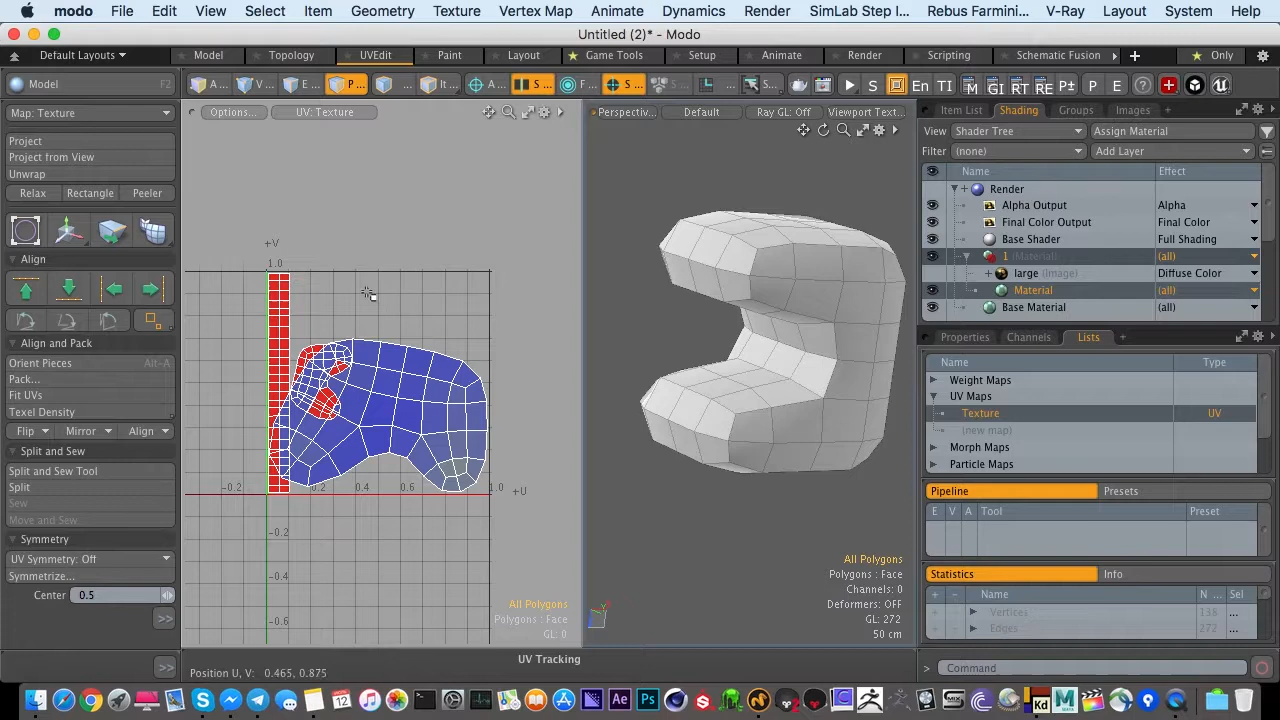 modo File Edit View Select Item Geometry Texture Vertex Map Animate Dynamics Render SimLab Step I... Rebus Farmini... V-Ray Layout System Help
Untitled (2)* - Modo
Default Layouts Model Topology UVEdit Paint Layout Game Tools Setup Animate Render Scripting Schematic Fusion Only
Model F2 A... V... E... P... ... It... A... S... F... S... S... ... S... S En TI M GI RT RE P± P E
Map: Texture
Project
Project from View
Unwrap
Relax Rectangle Peeler
Align
Align and Pack
Orient Pieces Alt-A
Pack...
Fit UVs
Texel Density
Flip Mirror Align
Split and Sew
Split and Sew Tool
Split
Sew
Move and Sew
Symmetry
UV Symmetry: Off
Symmetrize...
Center 0.5
>>
>>
Options... UV: Texture
+V
1.0
-0.2 0.2 0.4 0.6 1.0 +U
0.0
-0.2
-0.4
-0.6
All Polygons
Polygons : Face
GL: 0
Position U, V: 0.465, 0.875
UV Tracking
Perspectiv... Default Ray GL: Off Viewport Text...
All Polygons
Polygons : Face
Channels: 0
Deformers: OFF
GL: 272
50 cm
Item List Shading Groups Images
View Shader Tree Assign Material
Filter (none) Add Layer
Name Effect
Render
Alpha Output Alpha
Final Color Output Final Color
Base Shader Full Shading
1 (Material) (all)
large (Image) Diffuse Color
Material (all)
Base Material (all)
Properties Channels Lists +
Name Type
Weight Maps
UV Maps
Texture UV
(new map)
Morph Maps
Particle Maps
Pipeline Presets
E V A Tool Preset
Statistics Info
Name N ... Sel
Vertices 138 ...
Edges 272 ...
> Command